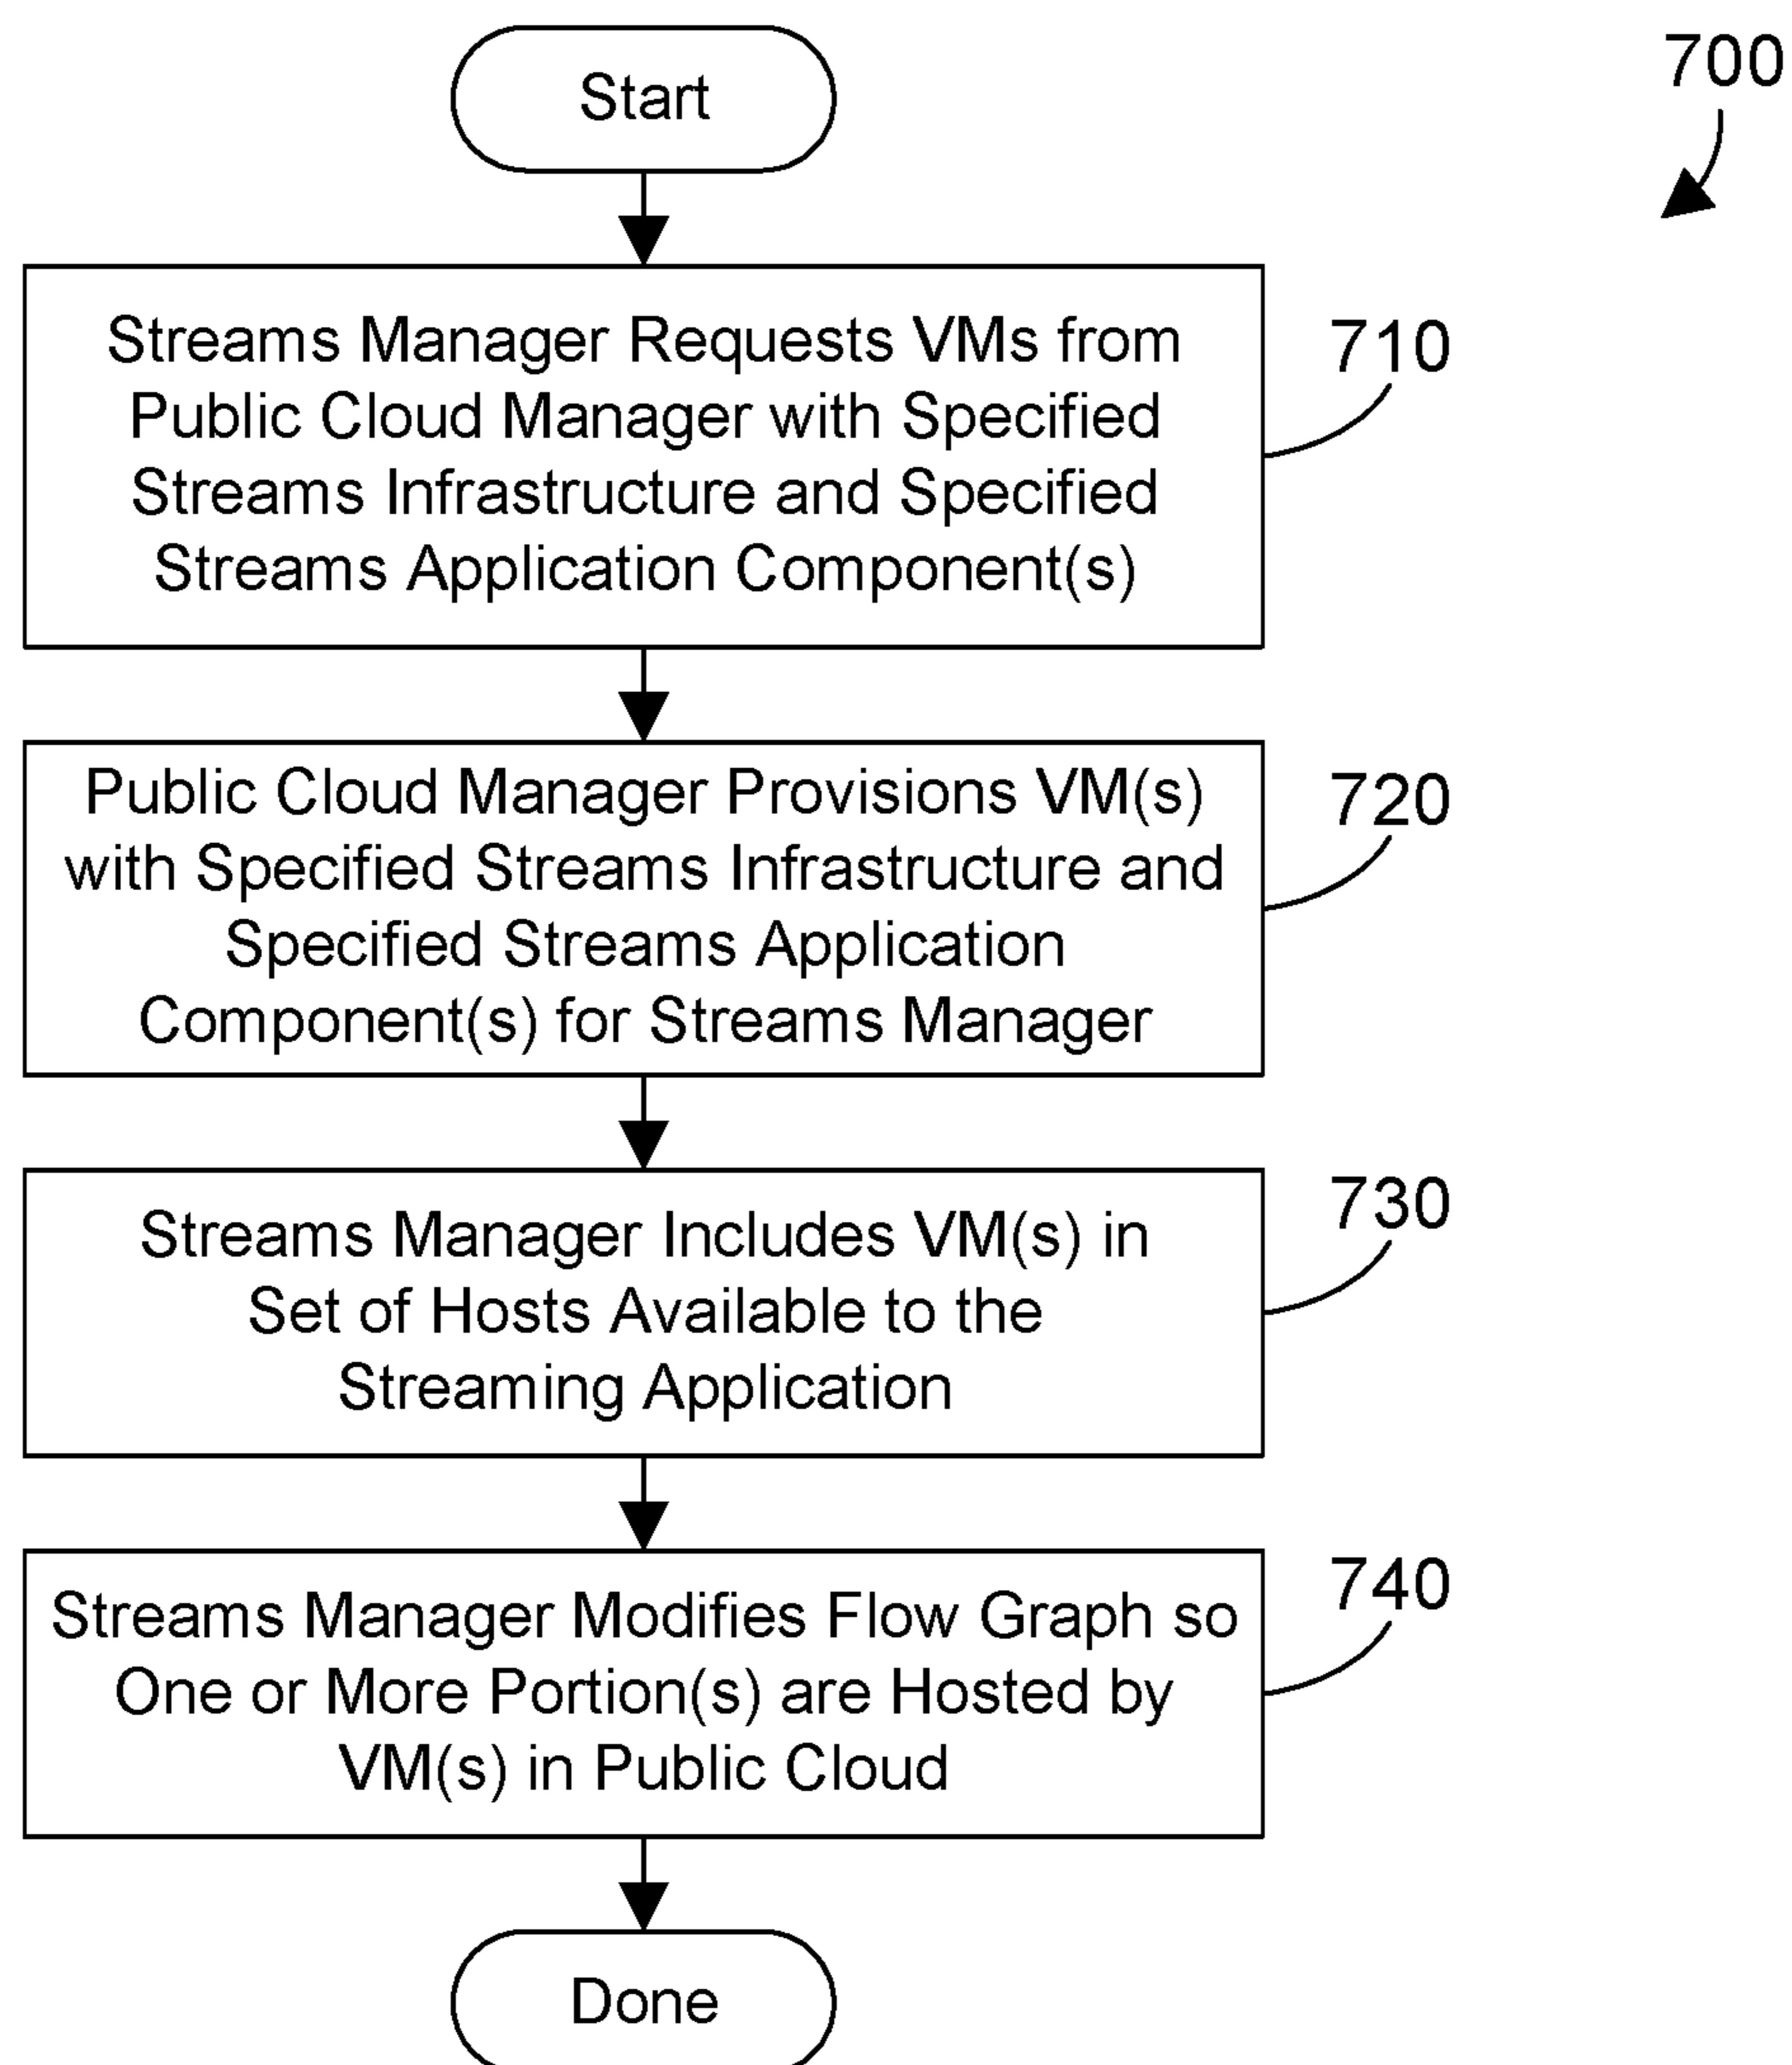 Start
700
Streams Manager Requests VMs from
Public Cloud Manager with Specified
Streams Infrastructure and Specified
Streams Application Component(s)
710
Public Cloud Manager Provisions VM(s)
with Specified Streams Infrastructure and
Specified Streams Application
Component(s) for Streams Manager
720
Streams Manager Includes VM(s) in
Set of Hosts Available to the
Streaming Application
730
Streams Manager Modifies Flow Graph so
One or More Portion(s) are Hosted by
VM(s) in Public Cloud
740
Done